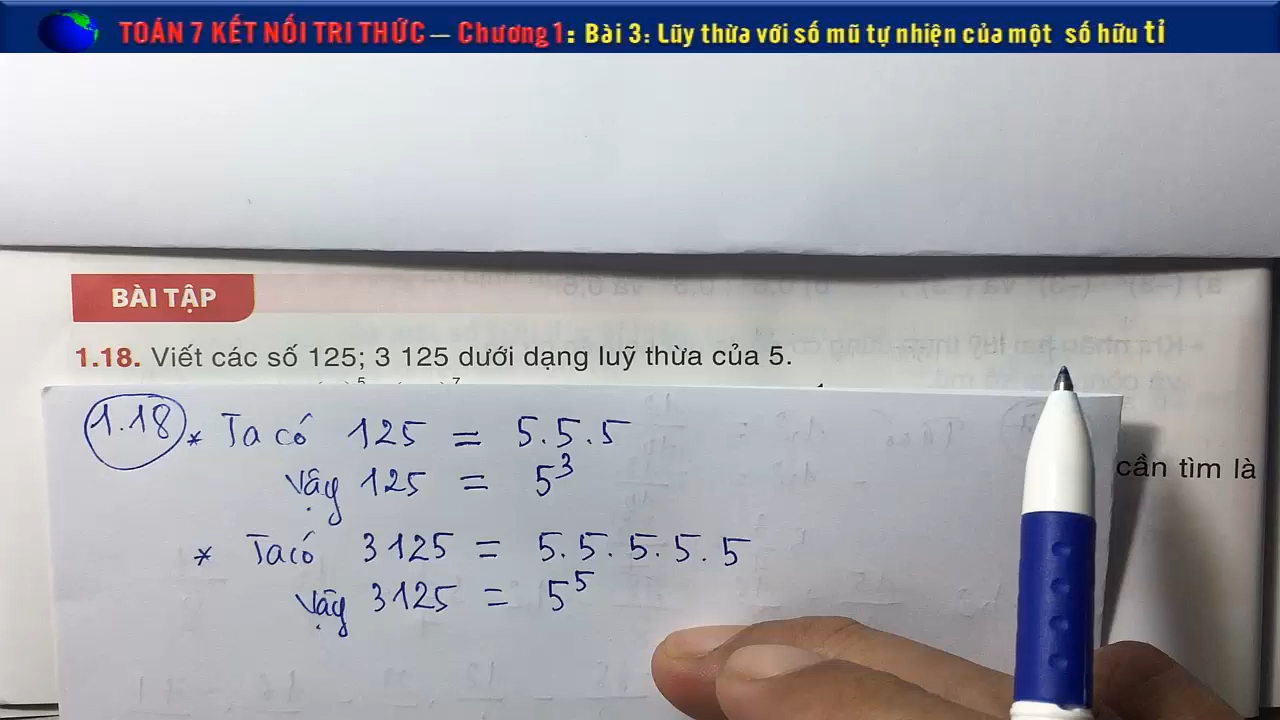 TOÁN 7 KẾT NỐI TRI THỨC – Chương 1: Bài 3: Lũy thừa với số mũ tự nhiện của một số hữu tỉ
BÀI TẬP
1.18. Viết các số 125; 3 125 dưới dạng luỹ thừa của 5.
1.18 * Ta có 125 = 5.5.5
Vậy 125 = 5³
cần tìm là
* Ta có 3125 = 5.5.5.5.5
Vậy 3125 = 5⁵